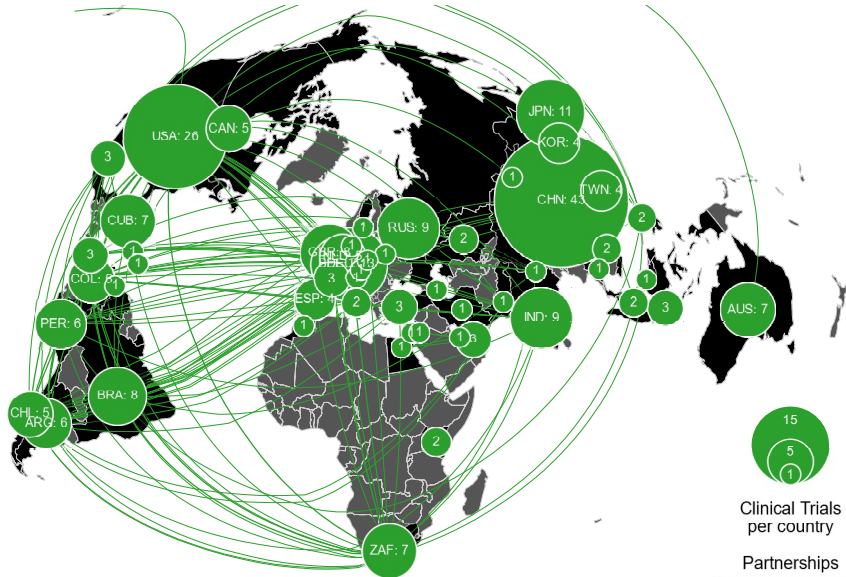 JPN: 11
USA: 26
CAN: 5
KOR: 4
3
1
CHN: 43
TWN: 4
CUB: 7
RUS: 9
2
1
2
1
3
1
1
1
1
2
1
1
COL:
1
3
1
1
ESP: 4
2
3
1
1
2
3
PER: 6
IND: 9
AUS: 7
1
1
1
1
3
BRA: 8
CHL: 5
ARG: 6
2
ZAF: 7
15
5
1
Clinical Trials
per country
Partnerships